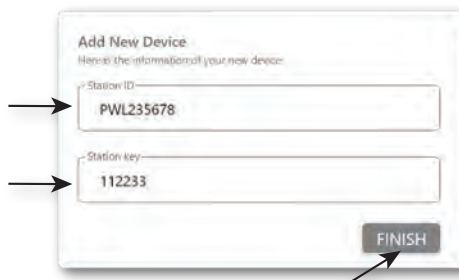 Add New Device
Here is the information of your new device:
Station ID
PWL235678
Station key
112233
FINISH